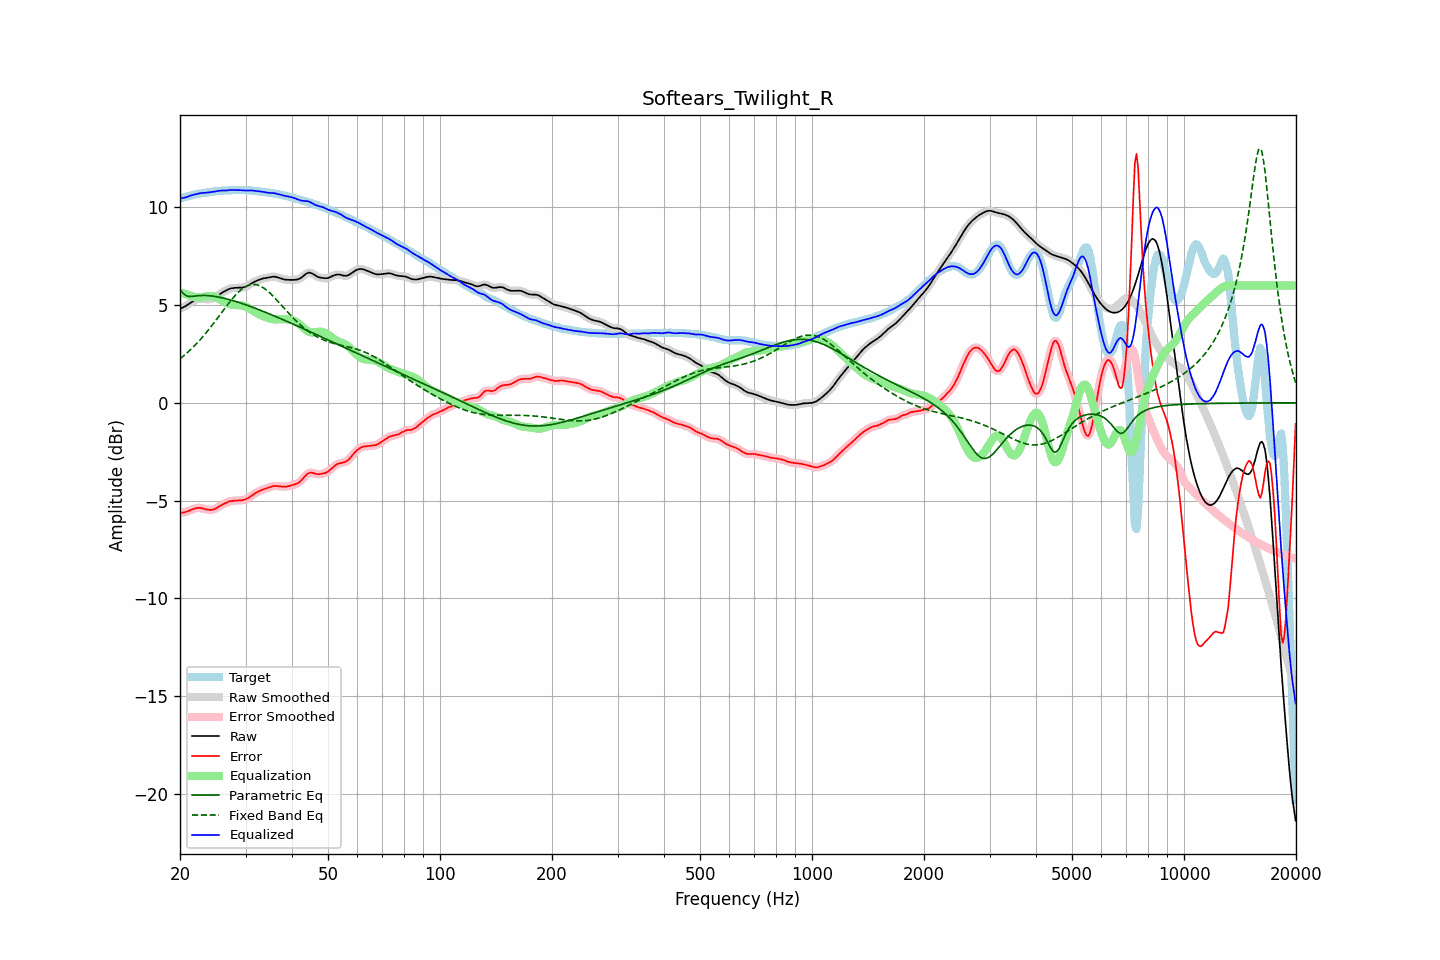 Softears_Twilight_R
Amplitude (dBr)
10
5
0
−5
−10
−15
−20
Target
Raw Smoothed
Error Smoothed
Raw
Error
Equalization
Parametric Eq
Fixed Band Eq
Equalized
20 50 100 200 500 1000 2000 5000 10000 20000
Frequency (Hz)